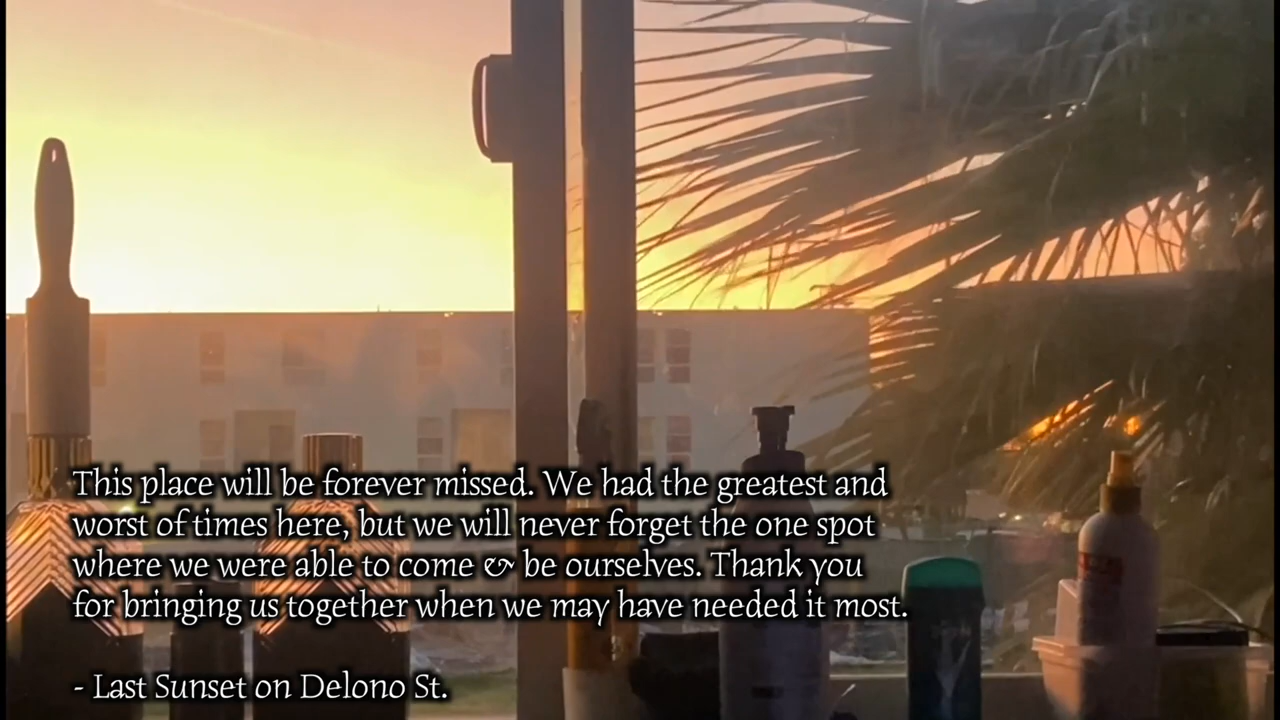 This place will be forever missed. We had the greatest and
worst of times here, but we will never forget the one spot
where we were able to come & be ourselves. Thank you
for bringing us together when we may have needed it most.
- Last Sunset on Delono St.